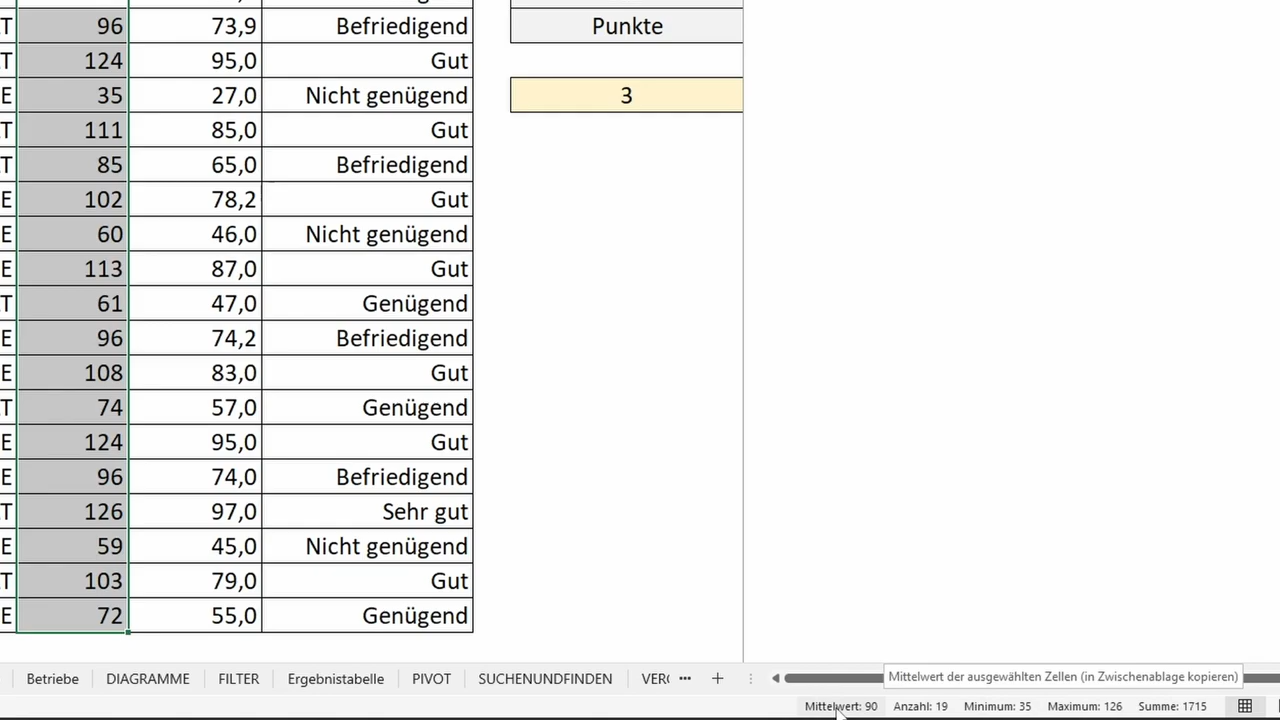 T 96 73,9 Befriedigend Punkte
T 124 95,0 Gut
E 35 27,0 Nicht genügend 3
T 111 85,0 Gut
T 85 65,0 Befriedigend
E 102 78,2 Gut
E 60 46,0 Nicht genügend
E 113 87,0 Gut
T 61 47,0 Genügend
E 96 74,2 Befriedigend
E 108 83,0 Gut
T 74 57,0 Genügend
E 124 95,0 Gut
E 96 74,0 Befriedigend
T 126 97,0 Sehr gut
E 59 45,0 Nicht genügend
T 103 79,0 Gut
E 72 55,0 Genügend
Betriebe DIAGRAMME FILTER Ergebnistabelle PIVOT SUCHENUNDFINDEN VER Mittelwert der ausgewählten Zellen (in Zwischenablage kopieren)
Mittelwert: 90 Anzahl: 19 Minimum: 35 Maximum: 126 Summe: 1715